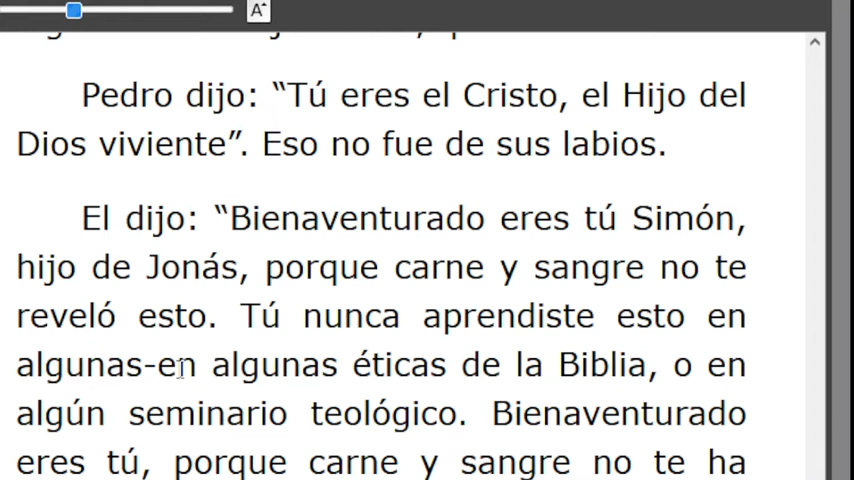 A
Pedro dijo: “Tú eres el Cristo, el Hijo del
Dios viviente”. Eso no fue de sus labios.
El dijo: “Bienaventurado eres tú Simón,
hijo de Jonás, porque carne y sangre no te
reveló esto. Tú nunca aprendiste esto en
algunas-en algunas éticas de la Biblia, o en
algún seminario teológico. Bienaventurado
eres tú, porque carne y sangre no te ha